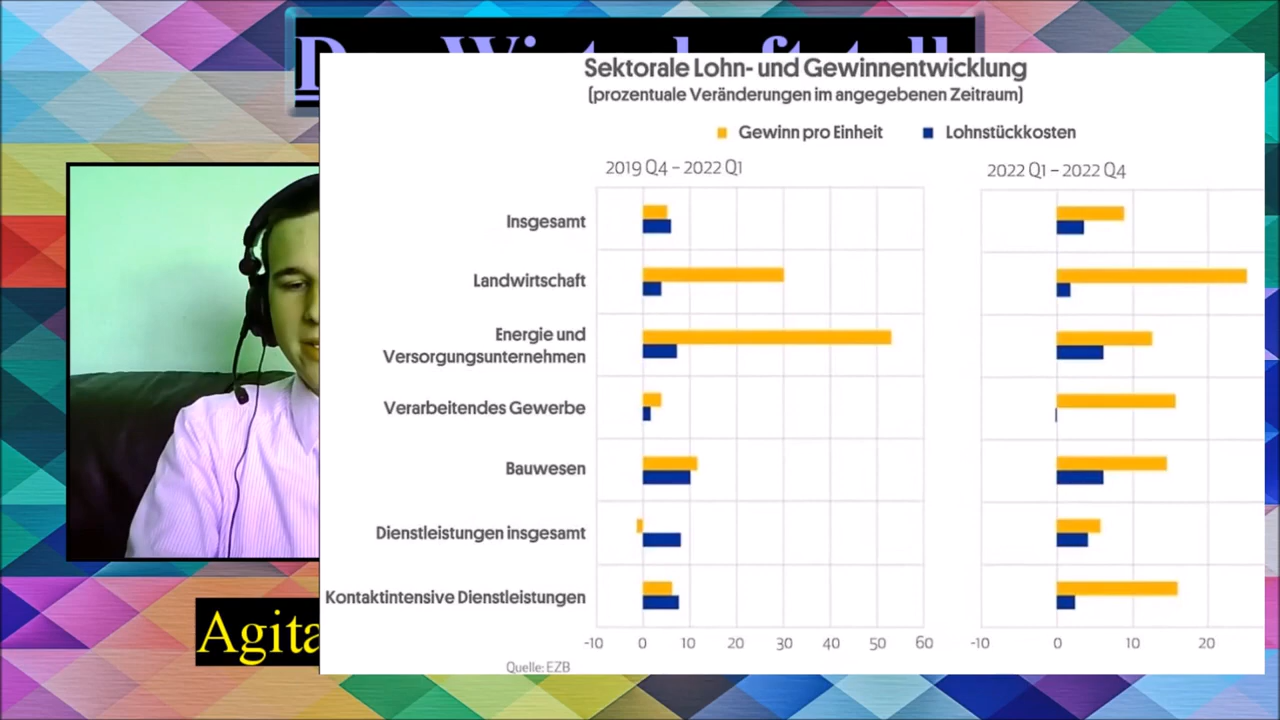 Sektorale Lohn- und Gewinnentwicklung
(prozentuale Veränderungen im angegebenen Zeitraum)
Gewinn pro Einheit Lohnstückkosten
2019 Q4 – 2022 Q1 2022 Q1 – 2022 Q4
Insgesamt
Landwirtschaft
Energie und
Versorgungsunternehmen
Verarbeitendes Gewerbe
Bauwesen
Dienstleistungen insgesamt
Kontaktintensive Dienstleistungen
-10 0 10 20 30 40 50 60 -10 0 10 20
Quelle: EZB
Agita